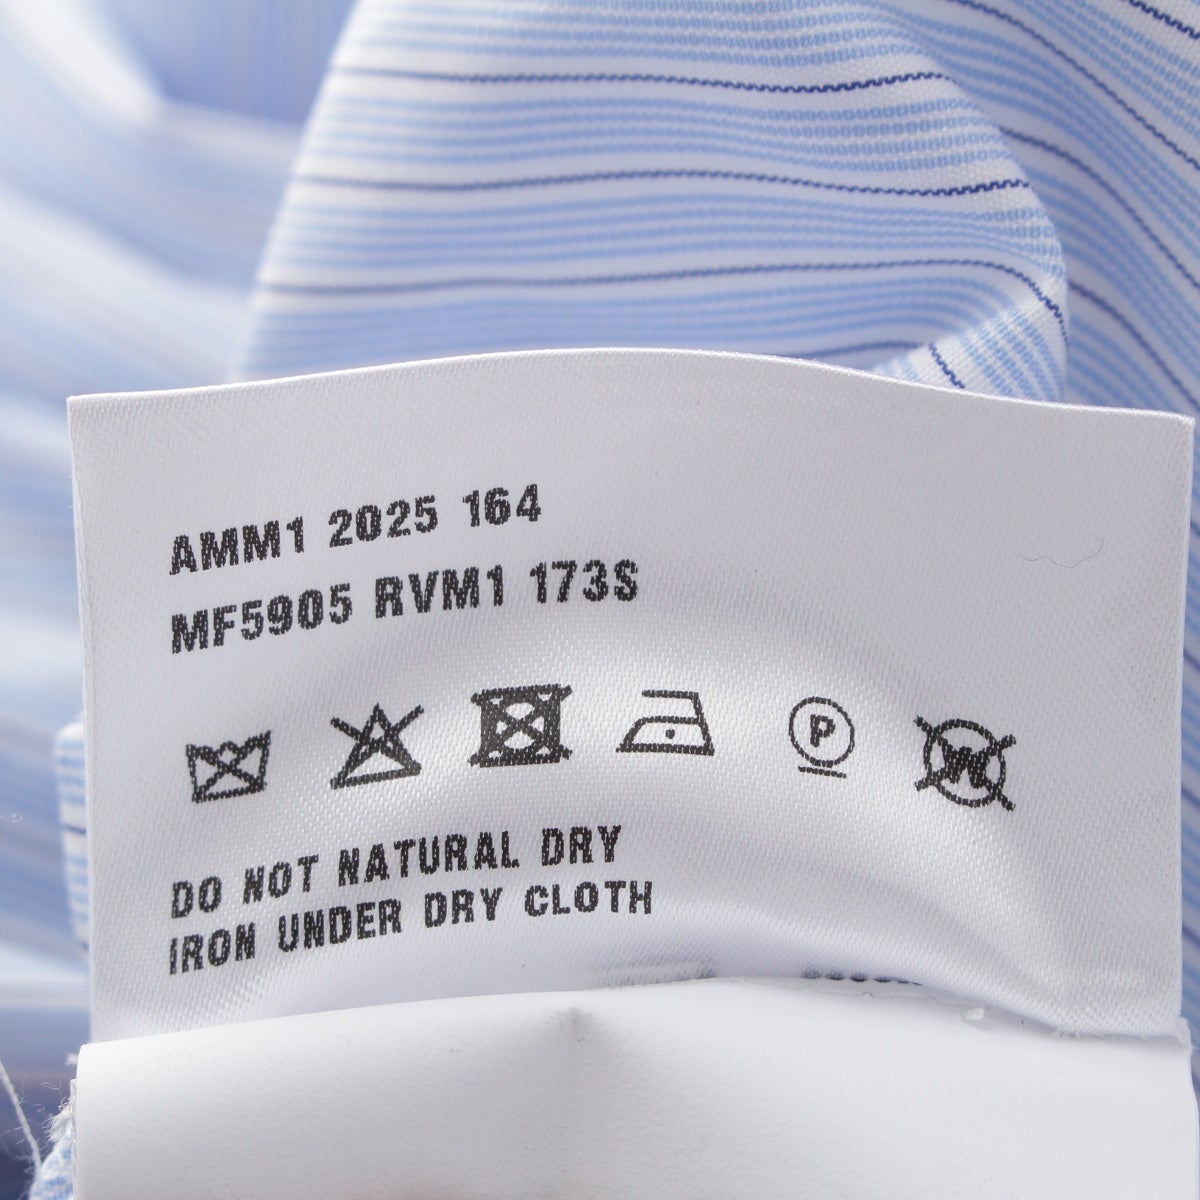 AMM1 2025 164
MF5905 RVM1 173S
P W
DO NOT NATURAL DRY
IRON UNDER DRY CLOTH